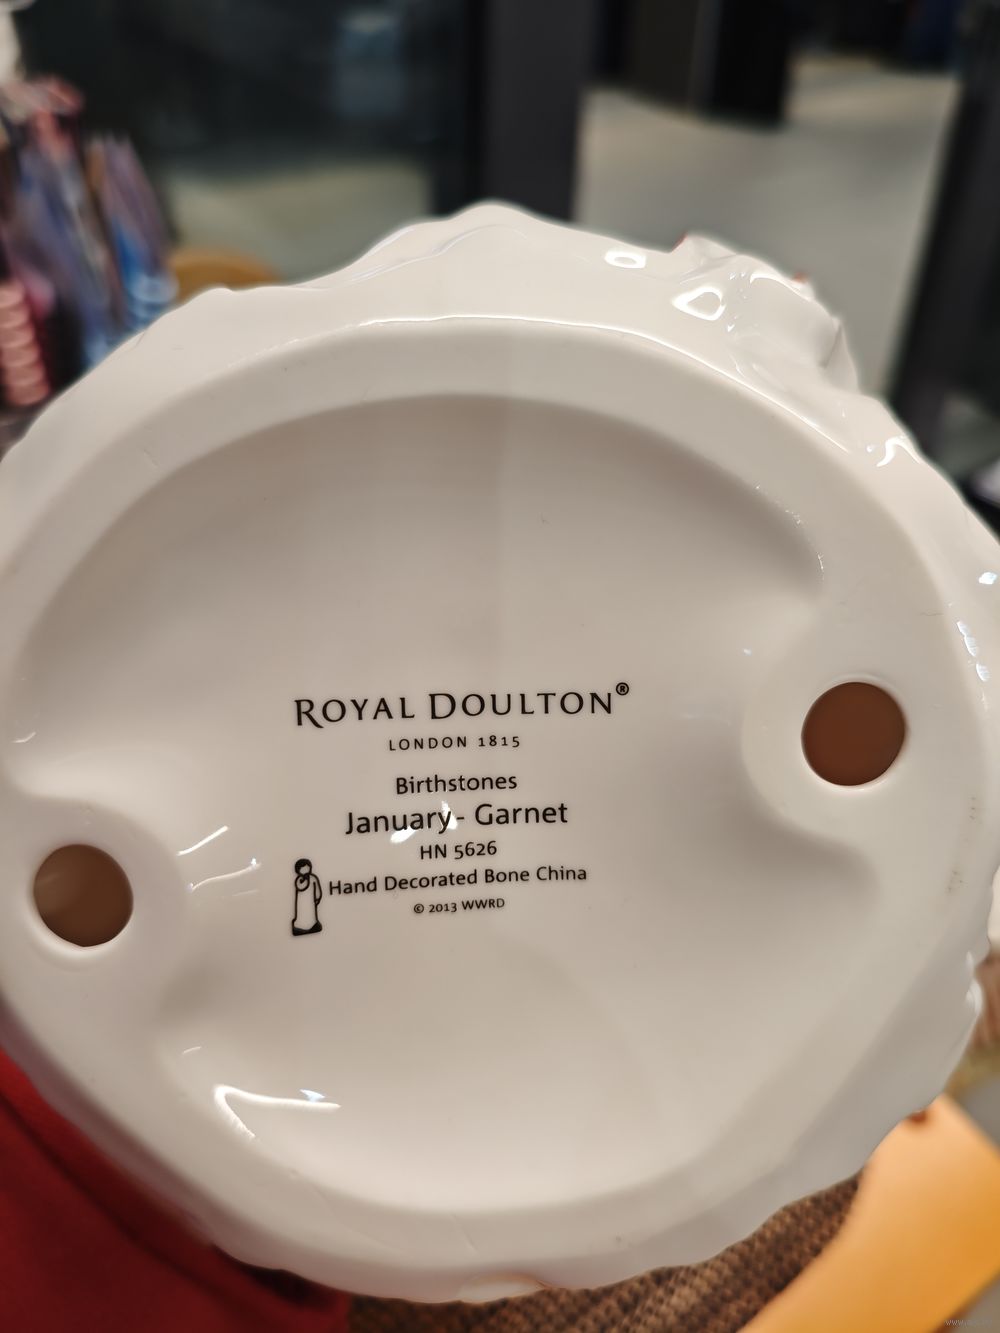 ROYAL DOULTON®
LONDON 1815
Birthstones
January - Garnet
HN 5626
Hand Decorated Bone China
© 2013 WWRD